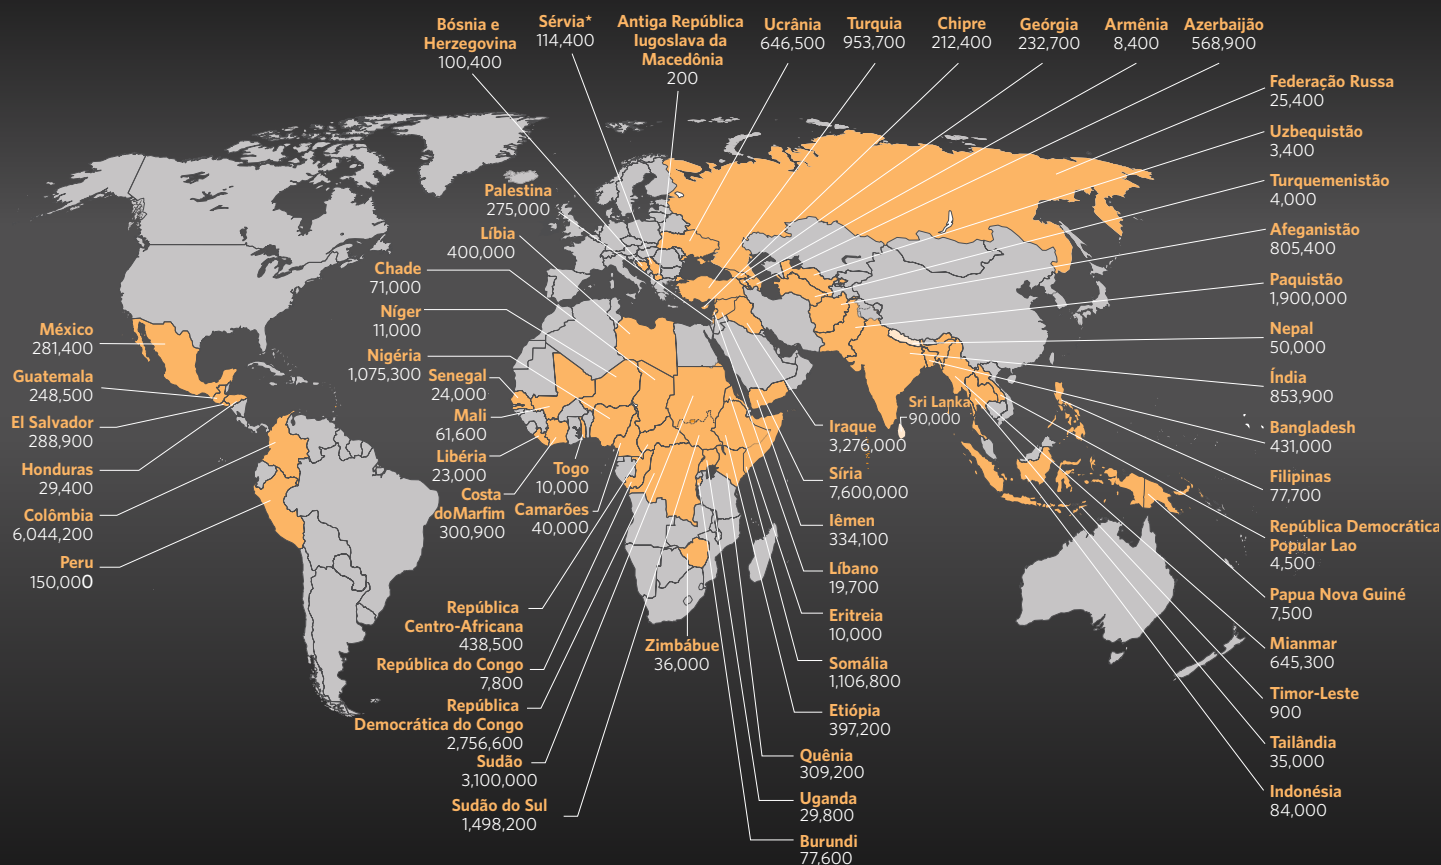 Bósnia e
Herzegovina
100,400
Sérvia*
114,400
Antiga República
Iugoslava da
Macedônia
200
Ucrânia
646,500
Turquia
953,700
Chipre
212,400
Geórgia
232,700
Armênia
8,400
Azerbaijão
568,900
Federação Russa
25,400
Uzbequistão
3,400
Turquemenistão
4,000
Afeganistão
805,400
Paquistão
1,900,000
Nepal
50,000
Índia
853,900
Bangladesh
431,000
Filipinas
77,700
República Democrática
Popular Lao
4,500
Papua Nova Guiné
7,500
Mianmar
645,300
Timor-Leste
900
Tailândia
35,000
Indonésia
84,000
Palestina
275,000
Líbia
400,000
Chade
71,000
Níger
11,000
Nigéria
1,075,300
Senegal
24,000
Mali
61,600
Libéria
23,000
Costa
doMarfim
300,900
Togo
10,000
Camarões
40,000
México
281,400
Guatemala
248,500
El Salvador
288,900
Honduras
29,400
Colômbia
6,044,200
Peru
150,000
República
Centro-Africana
438,500
República do Congo
7,800
República
Democrática do Congo
2,756,600
Sudão
3,100,000
Sudão do Sul
1,498,200
Zimbábue
36,000
Sri Lanka
90,000
Iraque
3,276,000
Síria
7,600,000
Iêmen
334,100
Líbano
19,700
Eritreia
10,000
Somália
1,106,800
Etiópia
397,200
Quênia
309,200
Uganda
29,800
Burundi
77,600